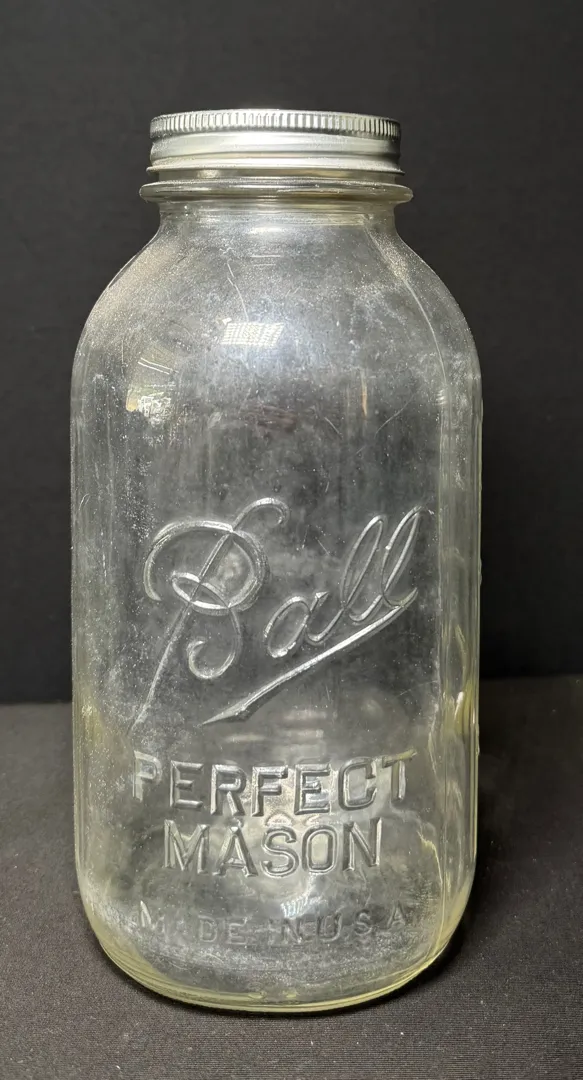 Ball
PERFECT
MASON
MADE IN U S A